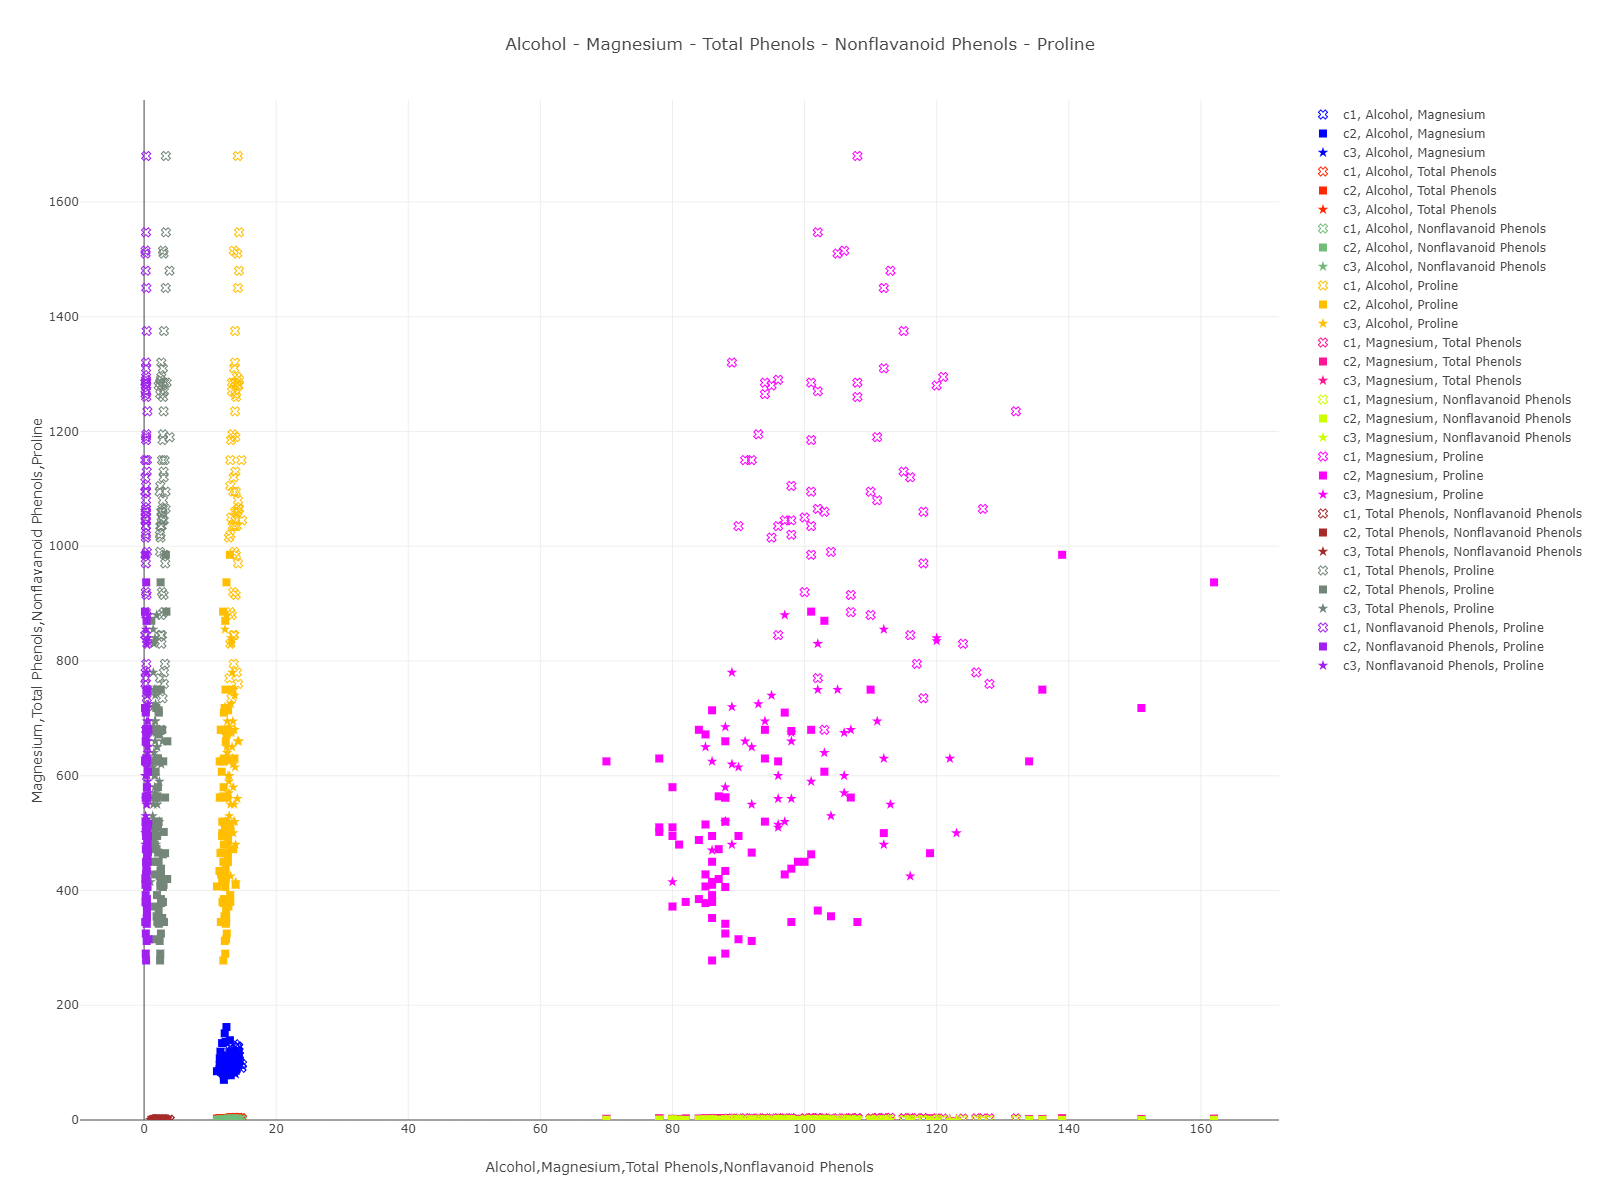 Alcohol - Magnesium - Total Phenols - Nonflavanoid Phenols - Proline
c1, Alcohol, Magnesium
c2, Alcohol, Magnesium
c3, Alcohol, Magnesium
c1, Alcohol, Total Phenols
c2, Alcohol, Total Phenols
c3, Alcohol, Total Phenols
c1, Alcohol, Nonflavanoid Phenols
c2, Alcohol, Nonflavanoid Phenols
c3, Alcohol, Nonflavanoid Phenols
c1, Alcohol, Proline
c2, Alcohol, Proline
c3, Alcohol, Proline
c1, Magnesium, Total Phenols
c2, Magnesium, Total Phenols
c3, Magnesium, Total Phenols
c1, Magnesium, Nonflavanoid Phenols
c2, Magnesium, Nonflavanoid Phenols
c3, Magnesium, Nonflavanoid Phenols
c1, Magnesium, Proline
c2, Magnesium, Proline
c3, Magnesium, Proline
c1, Total Phenols, Nonflavanoid Phenols
c2, Total Phenols, Nonflavanoid Phenols
c3, Total Phenols, Nonflavanoid Phenols
c1, Total Phenols, Proline
c2, Total Phenols, Proline
c3, Total Phenols, Proline
c1, Nonflavanoid Phenols, Proline
c2, Nonflavanoid Phenols, Proline
c3, Nonflavanoid Phenols, Proline
Magnesium,Total Phenols,Nonflavanoid Phenols,Proline
1600
1400
1200
1000
800
600
400
200
0
0 20 40 60 80 100 120 140 160
Alcohol,Magnesium,Total Phenols,Nonflavanoid Phenols